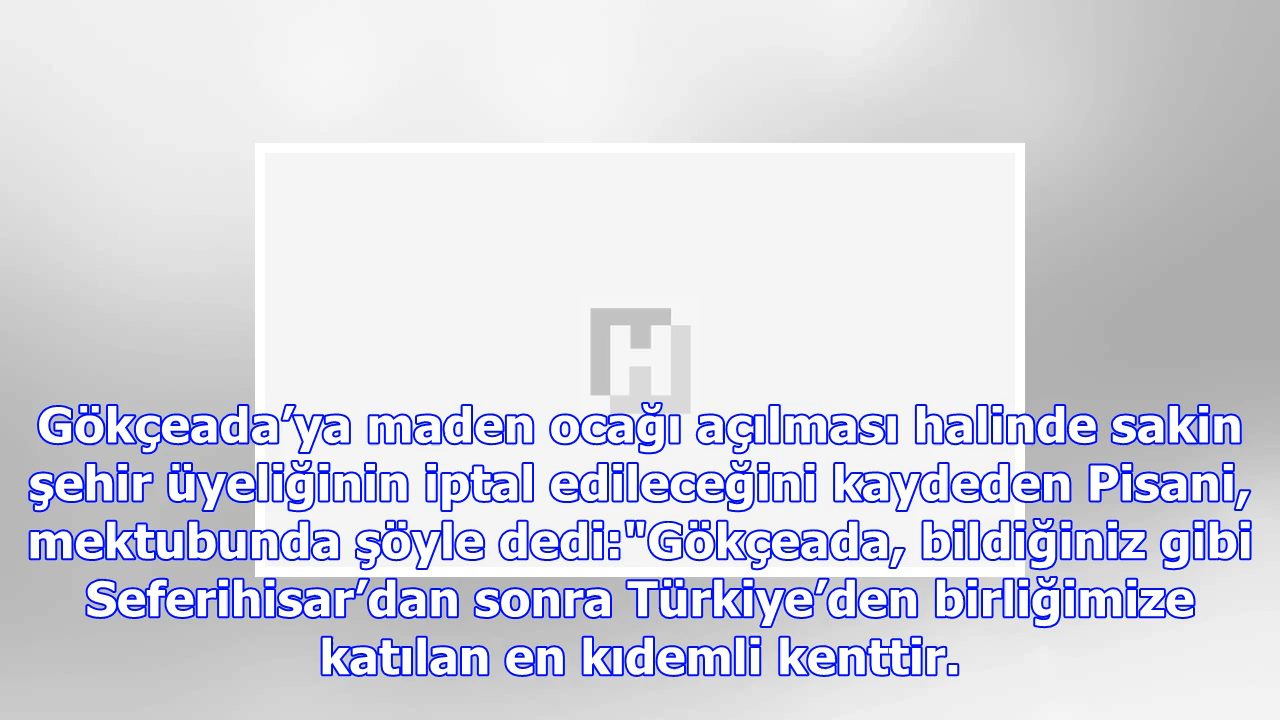 Gökçeada’ya maden ocağı açılması halinde sakin
şehir üyeliğinin iptal edileceğini kaydeden Pisani,
mektubunda şöyle dedi:"Gökçeada, bildiğiniz gibi
Seferihisar’dan sonra Türkiye’den birliğimize
katılan en kıdemli kenttir.